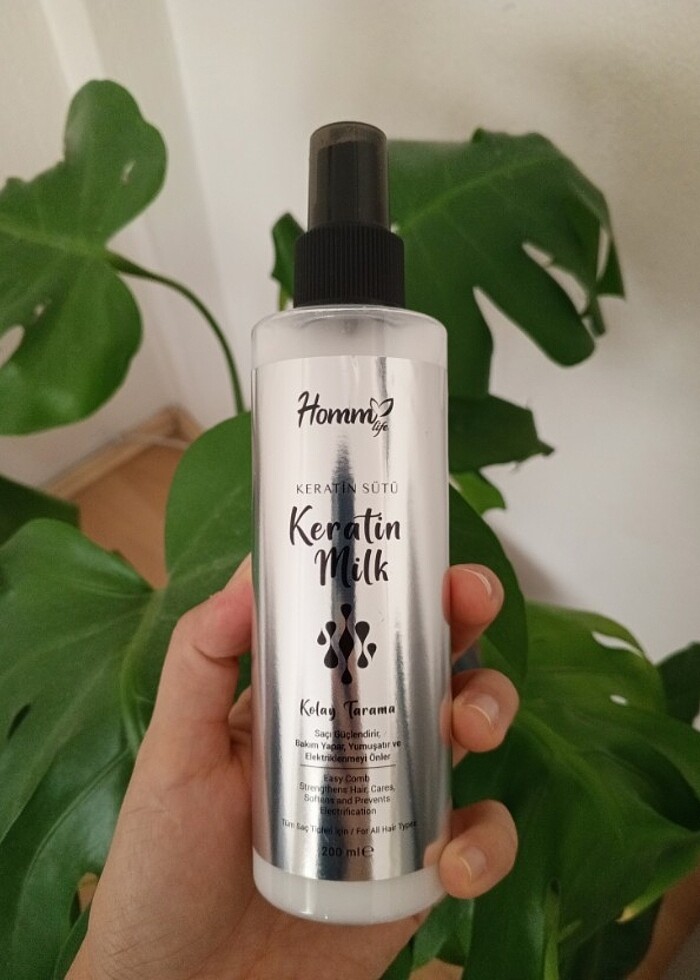 Homm life
KERATİN SÜTÜ
Keratin
Milk
Kolay Tarama
Saçı Güçlendirir,
Bakım Yapar, Yumuşatır ve
Elektriklenmeyi Önler
Easy Comb
Strengthens Hair, Cares,
Softens and Prevents
Electrification
Tüm Saç Tipleri İçin / For All Hair Types
200 ml ℮